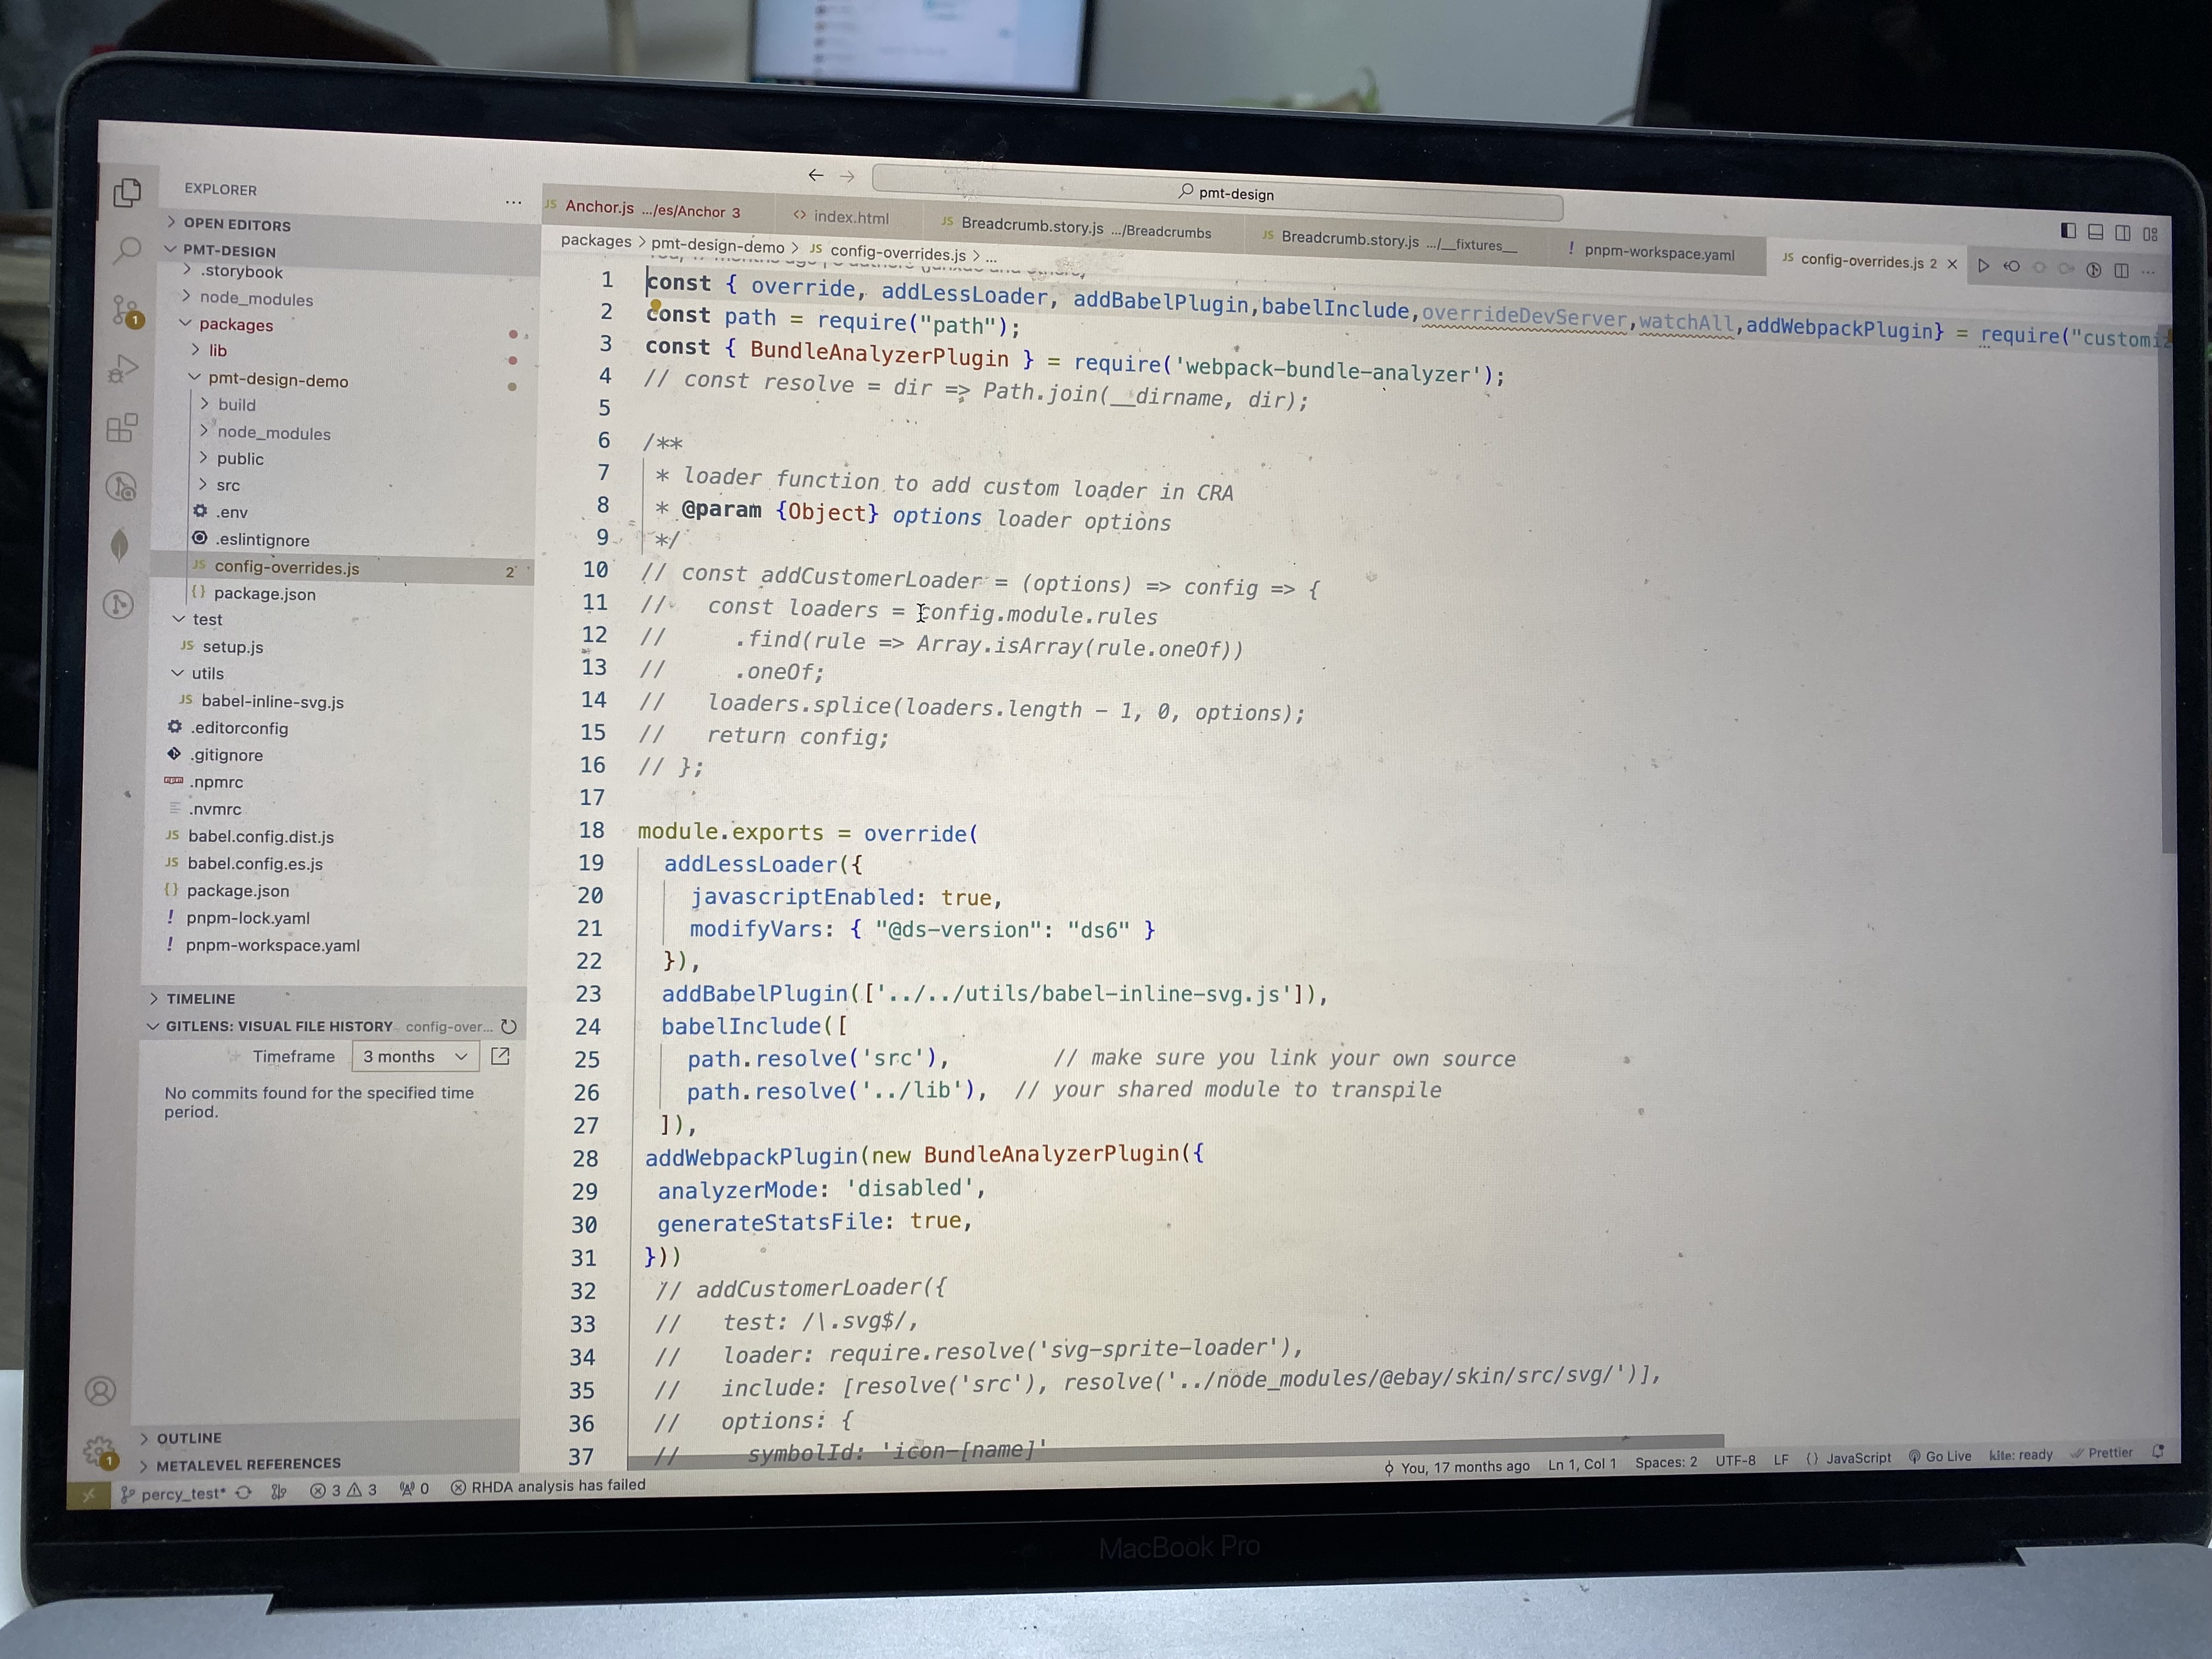 pmt-design
EXPLORER
...
OPEN EDITORS
PMT-DESIGN
.storybook
node_modules
packages
lib
pmt-design-demo
build
node_modules
public
src
.env
.eslintignore
config-overrides.js 2
package.json
test
JS setup.js
utils
JS babel-inline-svg.js
.editorconfig
.gitignore
.npmrc
.nvmrc
JS babel.config.dist.js
JS babel.config.es.js
{} package.json
! pnpm-lock.yaml
! pnpm-workspace.yaml
TIMELINE
GITLENS: VISUAL FILE HISTORY config-over...
Timeframe 3 months
No commits found for the specified time
period.
OUTLINE
METALEVEL REFERENCES
JS Anchor.js .../es/Anchor 3
<> index.html
JS Breadcrumb.story.js .../Breadcrumbs
JS Breadcrumb.story.js .../__fixtures__
! pnpm-workspace.yaml
JS config-overrides.js 2
packages > pmt-design-demo > JS config-overrides.js > ...
1 const { override, addLessLoader, addBabelPlugin,babelInclude,overrideDevServer,watchAll,addWebpackPlugin} = require("customiz
2 const path = require("path");
3 const { BundleAnalyzerPlugin } = require('webpack-bundle-analyzer');
4 // const resolve = dir => Path.join(__dirname, dir);
5
6 /**
7 * loader function to add custom loader in CRA
8 * @param {Object} options loader options
9 */
10 // const addCustomerLoader = (options) => config => {
11 // const loaders = config.module.rules
12 // .find(rule => Array.isArray(rule.oneOf))
13 // .oneOf;
14 // loaders.splice(loaders.length - 1, 0, options);
15 // return config;
16 // };
17
18 module.exports = override(
19 addLessLoader({
20 javascriptEnabled: true,
21 modifyVars: { "@ds-version": "ds6" }
22 }),
23 addBabelPlugin(['../../utils/babel-inline-svg.js']),
24 babelInclude([
25 path.resolve('src'), // make sure you link your own source
26 path.resolve('../lib'), // your shared module to transpile
27 ]),
28 addWebpackPlugin(new BundleAnalyzerPlugin({
29 analyzerMode: 'disabled',
30 generateStatsFile: true,
31 }))
32 // addCustomerLoader({
33 // test: /\.svg$/,
34 // loader: require.resolve('svg-sprite-loader'),
35 // include: [resolve('src'), resolve('../node_modules/@ebay/skin/src/svg/')],
36 // options: {
37 // symbolId: 'icon-[name]'
percy_test* 3 3 0 RHDA analysis has failed
You, 17 months ago Ln 1, Col 1 Spaces: 2 UTF-8 LF {} JavaScript Go Live kite: ready Prettier
MacBook Pro